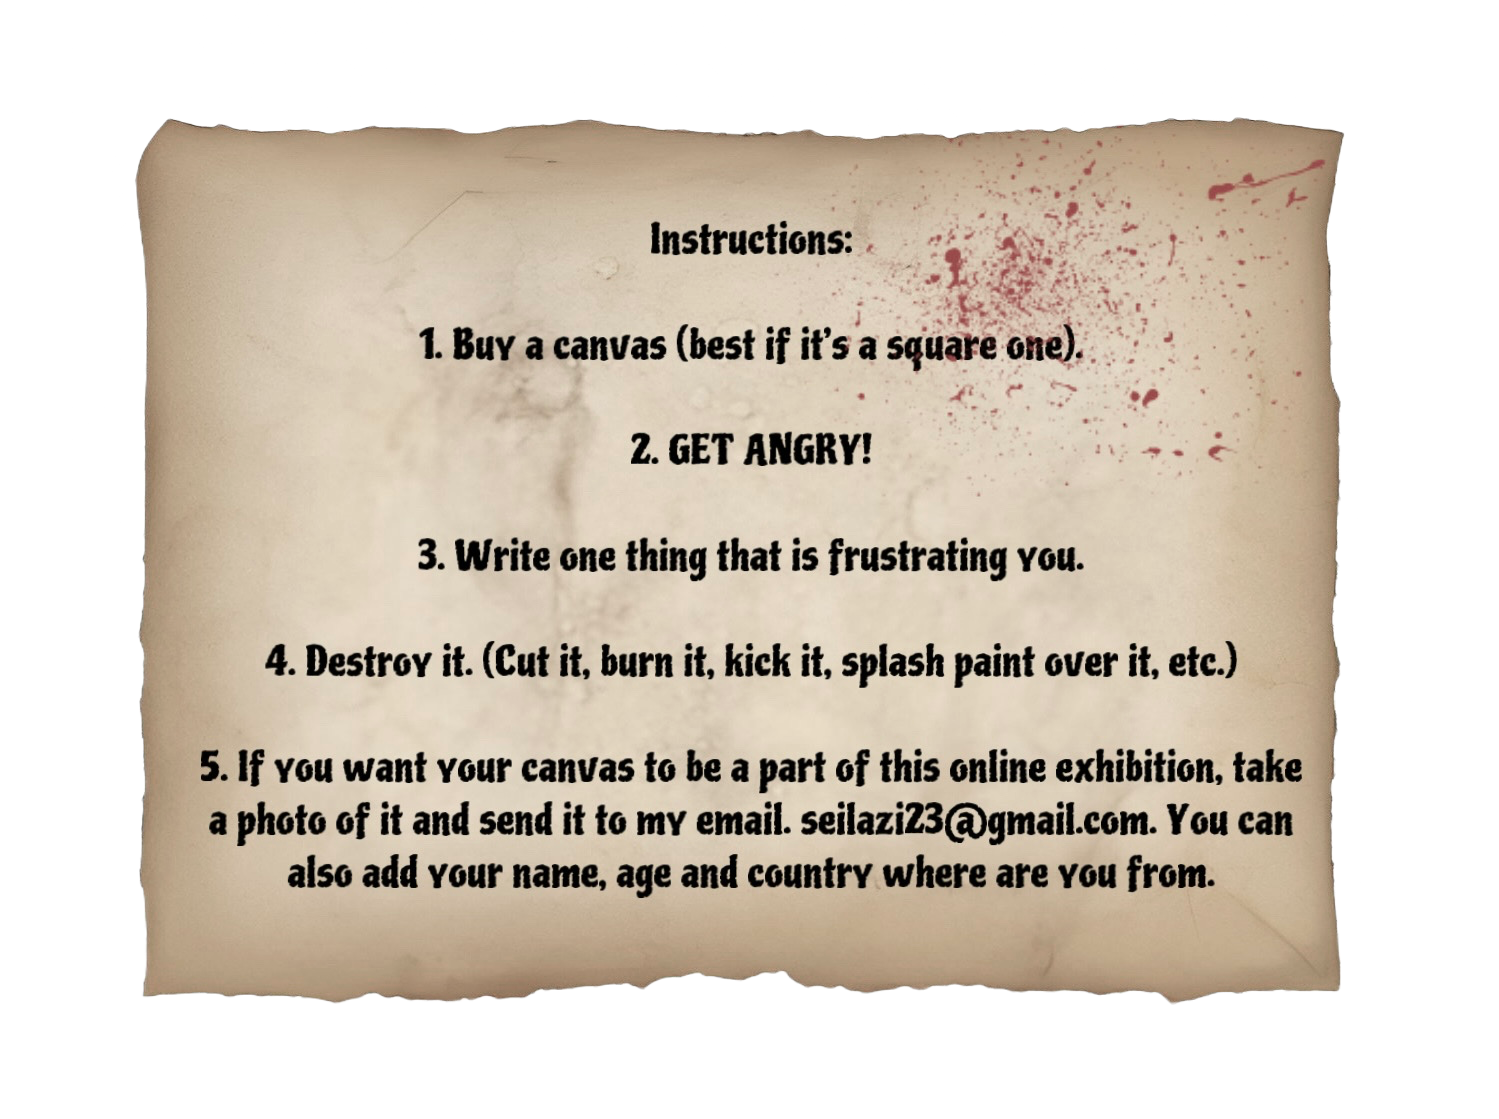 Instructions:
1. Buy a canvas (best if it's a square one).
2. GET ANGRY!
3. Write one thing that is frustrating you.
4. Destroy it. (Cut it, burn it, kick it, splash paint over it, etc.)
5. If you want your canvas to be a part of this online exhibition, take
a photo of it and send it to my email. seilazi23@gmail.com. You can
also add your name, age and country where are you from.